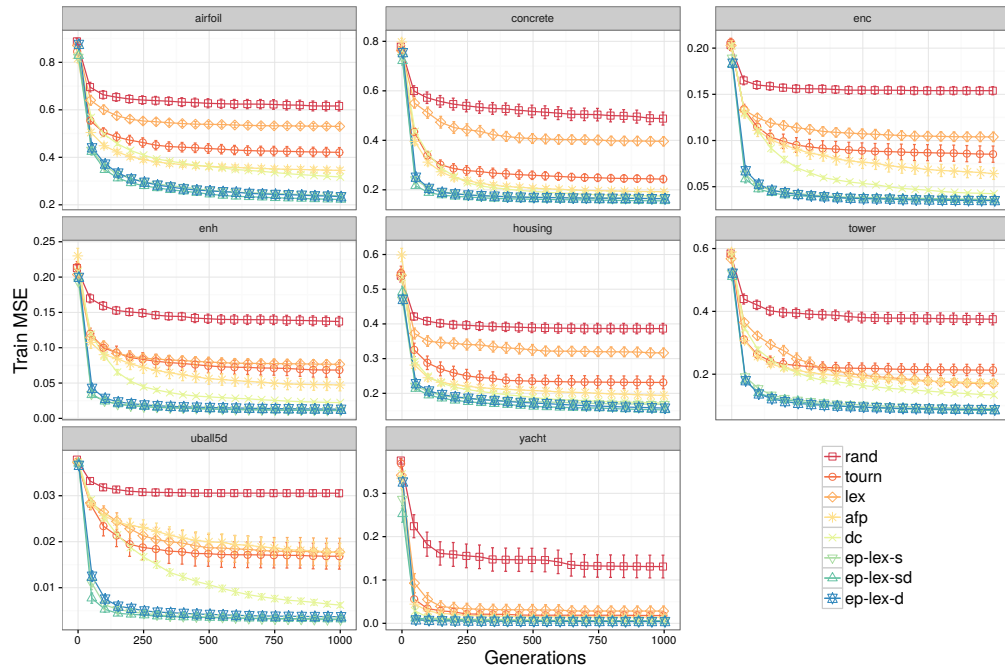 airfoil concrete enc
0.8
0.6
0.4
0.2
0.8
0.6
0.4
0.2
0.20
0.15
0.10
0.05
enh housing tower
0.25
0.20
0.15
0.10
0.05
0.00
0.5
0.4
0.3
0.2
0.6
0.4
0.2
uball5d yacht
0.03
0.02
0.01
0.3
0.2
0.1
0.0
0 250 500 750 1000
0 250 500 750 1000
Train MSE
Generations
rand
tourn
lex
afp
dc
ep-lex-s
ep-lex-sd
ep-lex-d